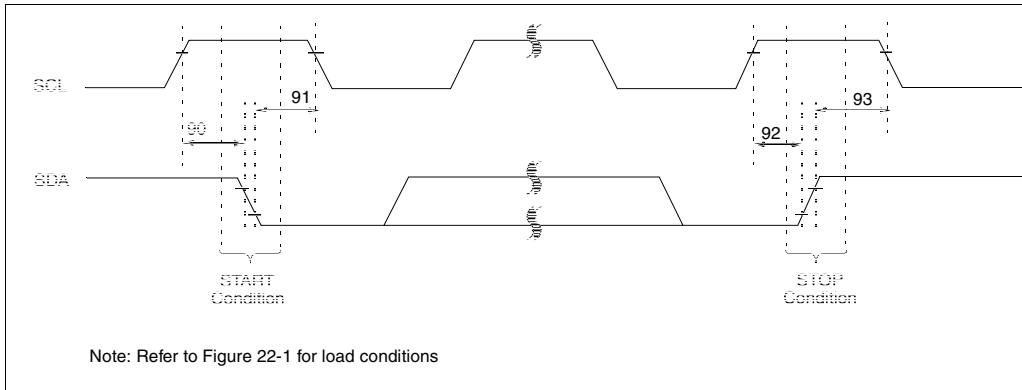 SCL
91
93
90
92
SDA
START
Condition
STOP
Condition
Note: Refer to Figure 22-1 for load conditions